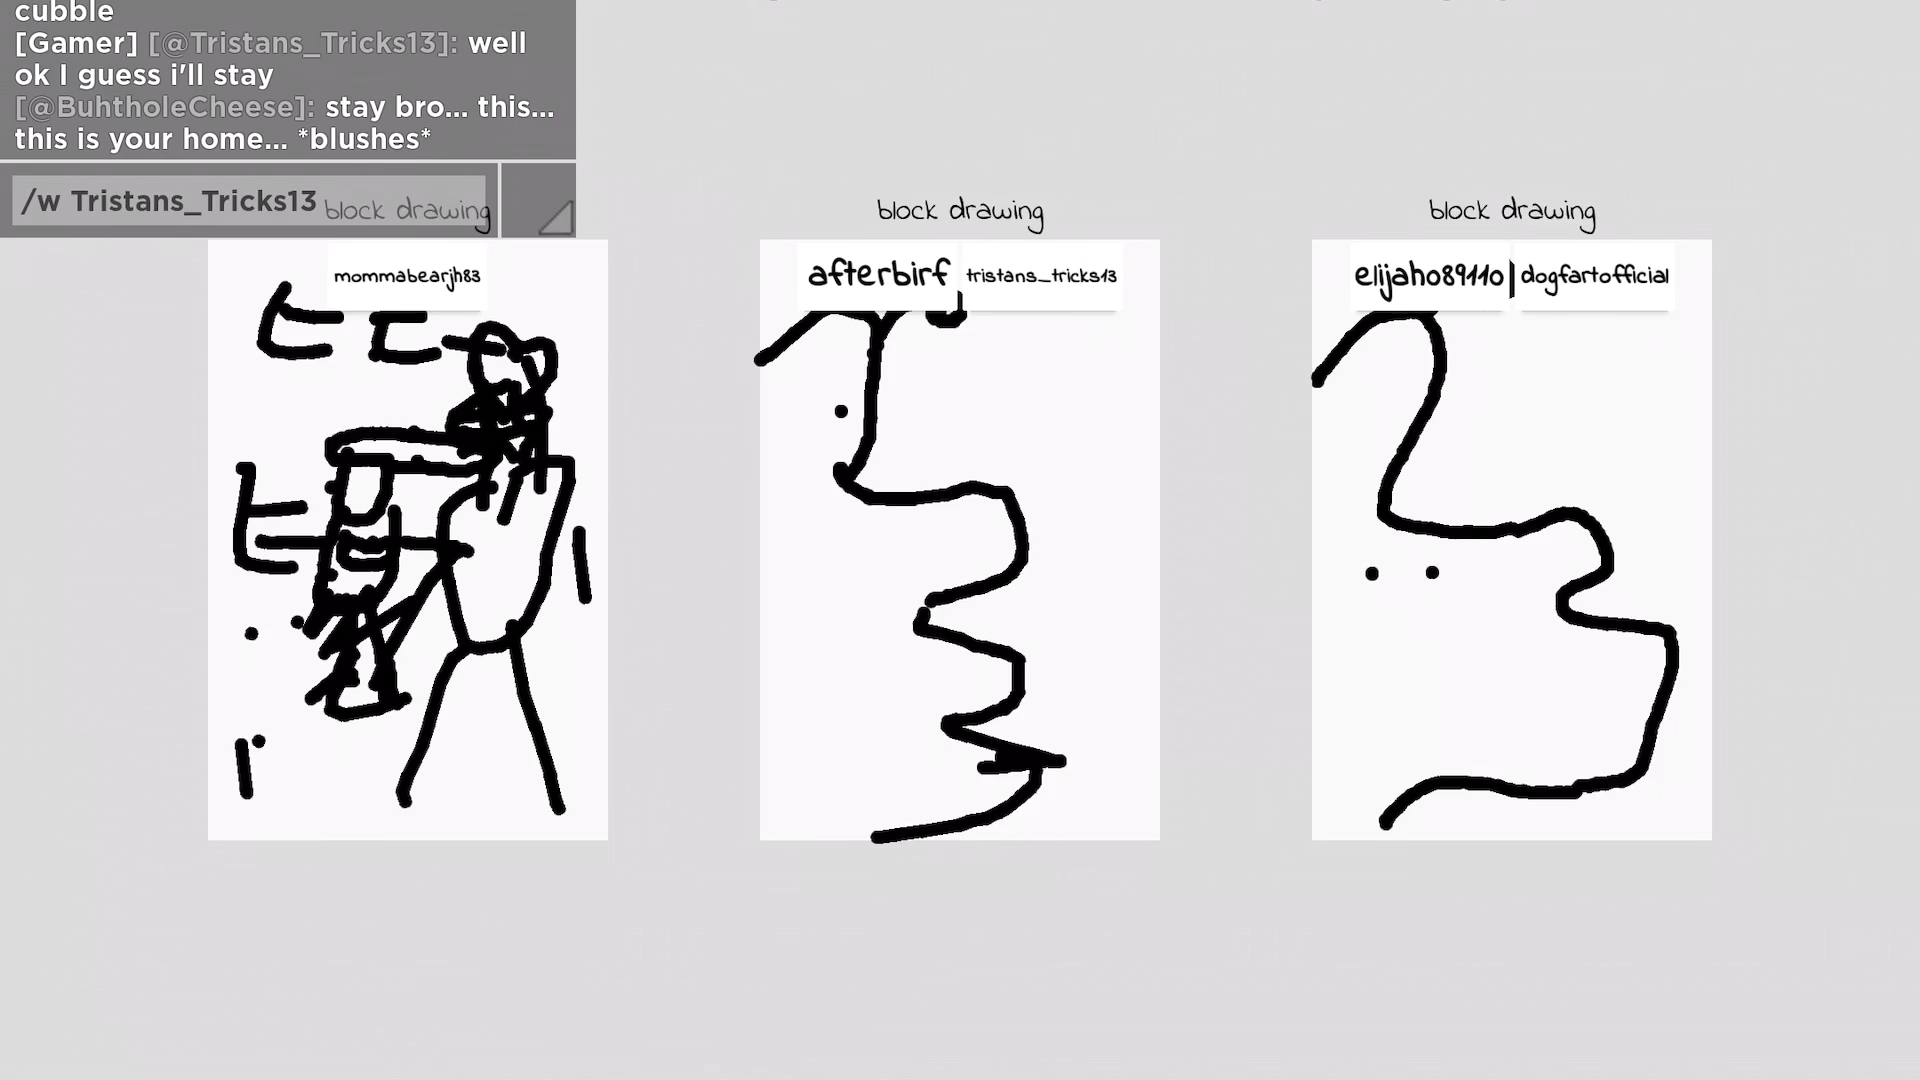 cubble
[Gamer] [@Tristans_Tricks13]: well
ok I guess i'll stay
[@BuhtholeCheese]: stay bro... this...
this is your home... *blushes*
/w Tristans_Tricks13
block drawing
block drawing
block drawing
mommabearjh83
afterbirf
tristans_tricks13
elijaho89110
dogfartofficial